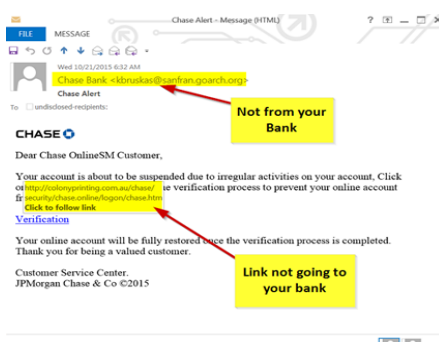 Chase Alert - Message (HTML)
FILE MESSAGE
Wed 10/21/2015 6:32 AM
Chase Bank <kbruskas@sanfran.goarch.org>
Chase Alert
To undisclosed-recipients:
Not from your
Bank
CHASE
Dear Chase OnlineSM Customer,
Your account is about to be suspended due to irregular activities on your account, Click
http://colonyprinting.com.au/chase/
security/chase.online/logon/chase.htm
Click to follow link
e verification process to prevent your online account
Verification
Your online account will be fully restored once the verification process is completed.
Thank you for being a valued customer.
Link not going to
your bank
Customer Service Center.
JPMorgan Chase & Co ©2015